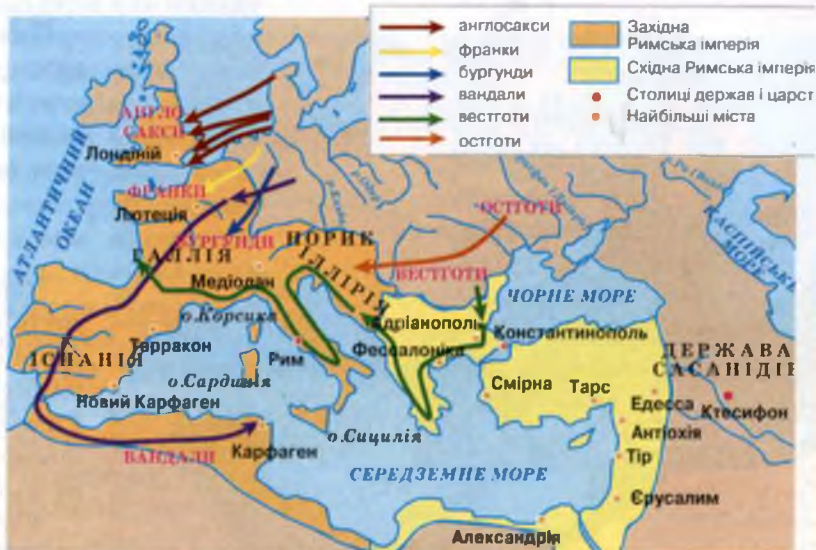 англосакси
франки
бургунди
вандали
вестготи
остготи
Західна
Римська імперія
Східна Римська імперія
Столиці держав і царст
Найбільші міста
АТЛАНТИЧНИЙ
ОКЕАН
АНГЛО
САКСИ
Лондіній
ФРАНКИ
Лютеція
БУРГУНДИ
ГАЛЛІЯ
НОРИК
ІЛЛІРІЯ
Медіолан
о.Корсика
ОСТГОТИ
ВЕСТГОТИ
КАСПІЙСЬКЕ
МОРЕ
ЧОРНЕ МОРЕ
Адріанополь
Константинополь
Фессалоніка
ДЕРЖАВА
САСАНІДІВ
Ктесифон
ІСПАНІЯ
Тарракон
Рим
о.Сардинія
Новий Карфаген
Смірна
Тарс
Едесса
Антіохія
Тір
Єрусалим
о.Сицилія
ВАНДАЛИ
Карфаген
СЕРЕДЗЕМНЕ МОРЕ
Александрія